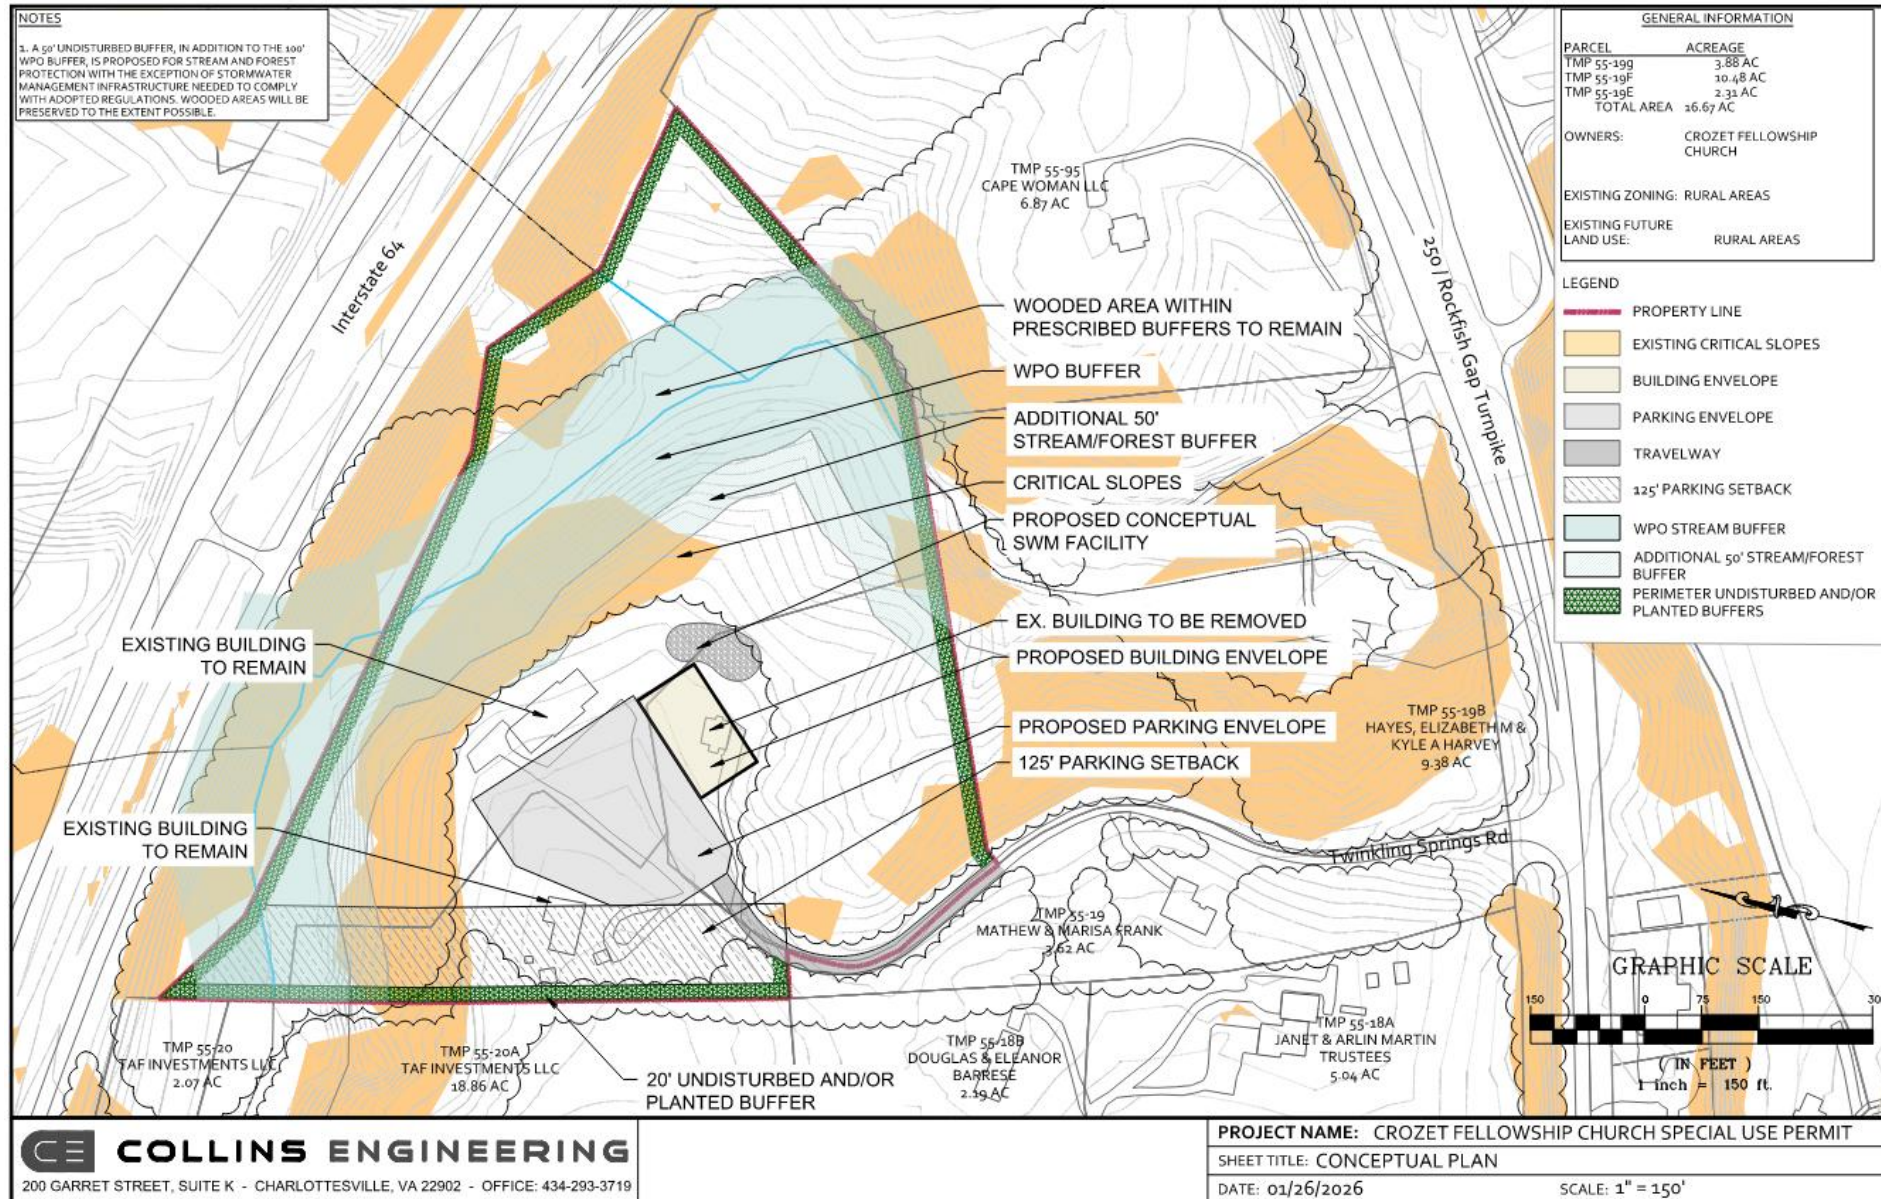 NOTES
1. A 50' UNDISTURBED BUFFER, IN ADDITION TO THE 100'
WPO BUFFER, IS PROPOSED FOR STREAM AND FOREST
PROTECTION WITH THE EXCEPTION OF STORMWATER
MANAGEMENT INFRASTRUCTURE NEEDED TO COMPLY
WITH ADOPTED REGULATIONS. WOODED AREAS WILL BE
PRESERVED TO THE EXTENT POSSIBLE.
Interstate 64
TMP 55-95
CAPE WOMAN LLC
6.87 AC
250 / Rockfish Gap Turnpike
WOODED AREA WITHIN
PRESCRIBED BUFFERS TO REMAIN
WPO BUFFER
ADDITIONAL 50'
STREAM/FOREST BUFFER
CRITICAL SLOPES
PROPOSED CONCEPTUAL
SWM FACILITY
EX. BUILDING TO BE REMOVED
PROPOSED BUILDING ENVELOPE
PROPOSED PARKING ENVELOPE
125' PARKING SETBACK
EXISTING BUILDING
TO REMAIN
EXISTING BUILDING
TO REMAIN
TMP 55-19B
HAYES, ELIZABETH M &
KYLE A HARVEY
9.38 AC
Twinkling Springs Rd
TMP 55-19
MATHEW & MARISA FRANK
3.62 AC
TMP 55-20
TAF INVESTMENTS LLC
2.07 AC
TMP 55-20A
TAF INVESTMENTS LLC
18.86 AC
20' UNDISTURBED AND/OR
PLANTED BUFFER
TMP 55-18B
DOUGLAS & ELEANOR
BARRESE
2.19 AC
TMP 55-18A
JANET & ARLIN MARTIN
TRUSTEES
5.04 AC
GENERAL INFORMATION
PARCEL ACREAGE
TMP 55-19g 3.88 AC
TMP 55-19F 10.48 AC
TMP 55-19E 2.31 AC
TOTAL AREA 16.67 AC
OWNERS: CROZET FELLOWSHIP
CHURCH
EXISTING ZONING: RURAL AREAS
EXISTING FUTURE
LAND USE: RURAL AREAS
LEGEND
PROPERTY LINE
EXISTING CRITICAL SLOPES
BUILDING ENVELOPE
PARKING ENVELOPE
TRAVELWAY
125' PARKING SETBACK
WPO STREAM BUFFER
ADDITIONAL 50' STREAM/FOREST
BUFFER
PERIMETER UNDISTURBED AND/OR
PLANTED BUFFERS
GRAPHIC SCALE
150 0 75 150 30
( IN FEET )
1 inch = 150 ft.
CE COLLINS ENGINEERING
200 GARRET STREET, SUITE K - CHARLOTTESVILLE, VA 22902 - OFFICE: 434-293-3719
PROJECT NAME: CROZET FELLOWSHIP CHURCH SPECIAL USE PERMIT
SHEET TITLE: CONCEPTUAL PLAN
DATE: 01/26/2026 SCALE: 1" = 150'